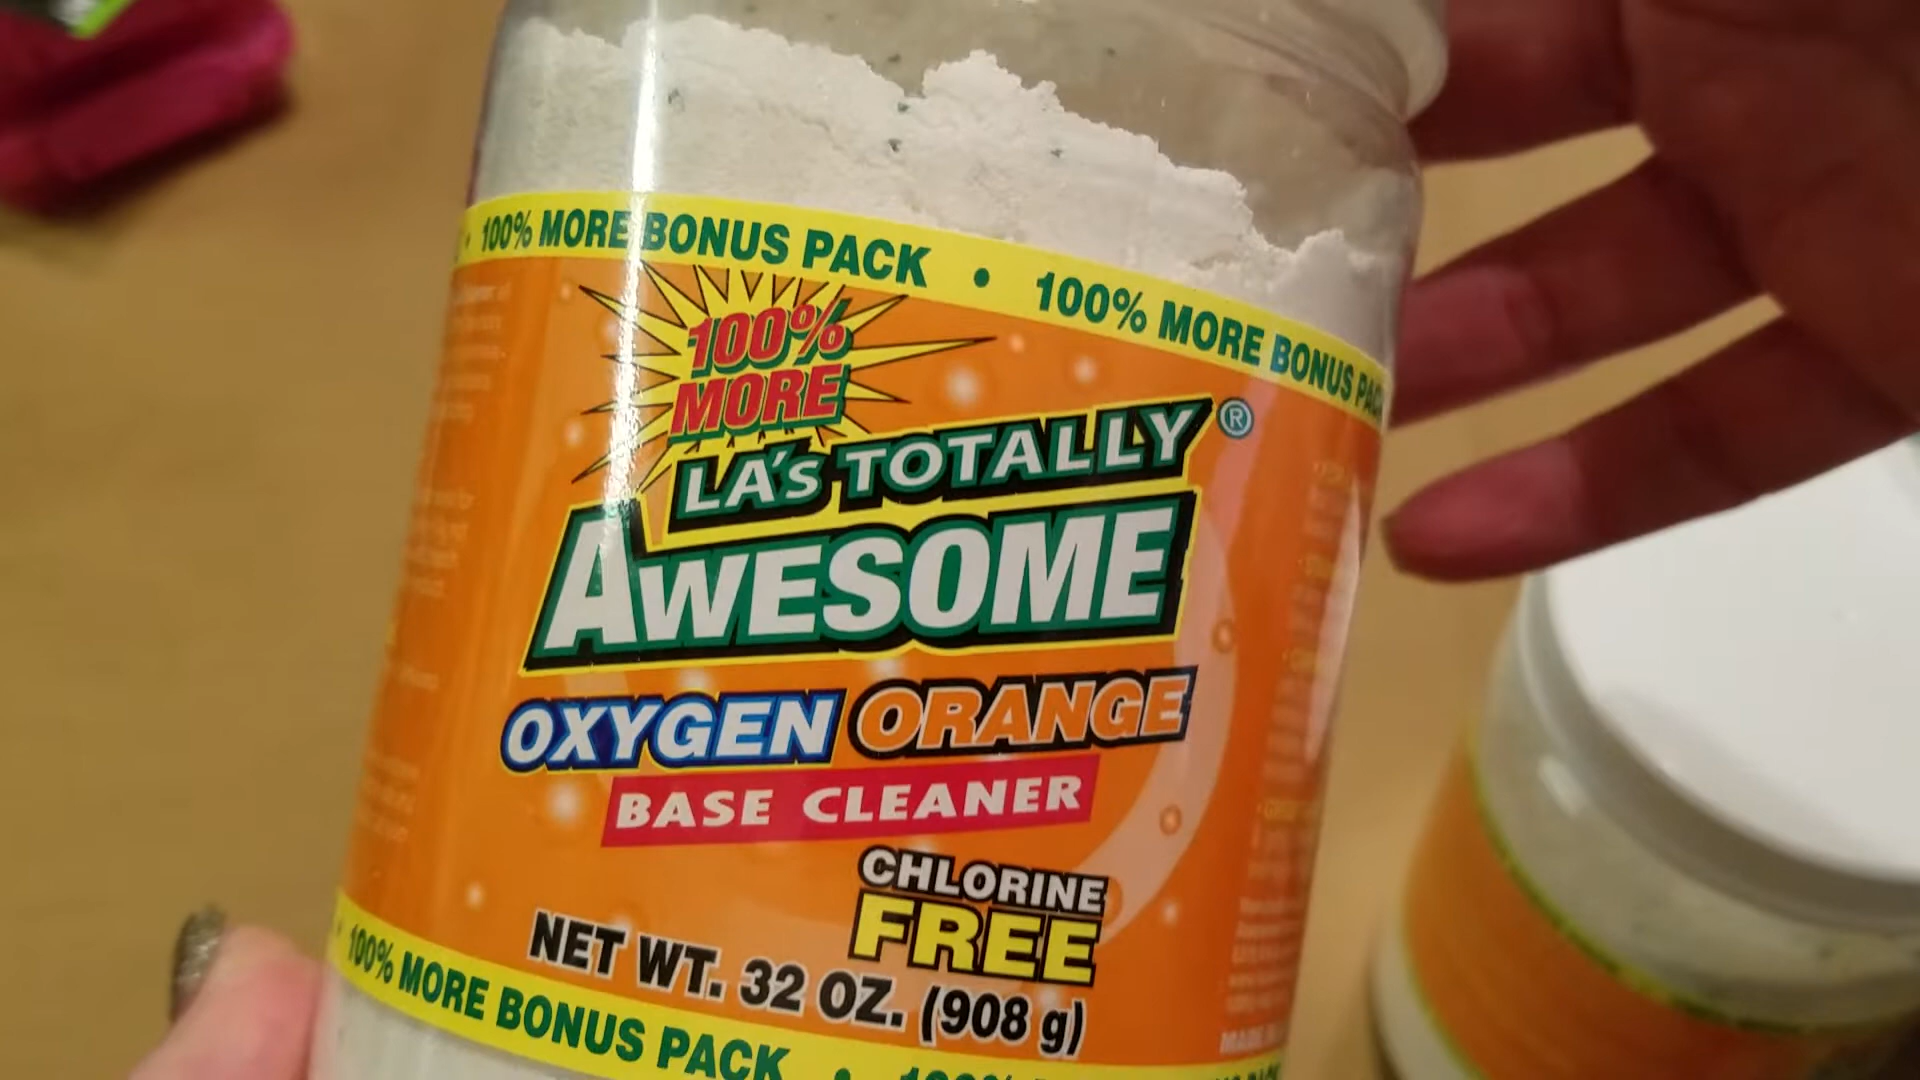 100% MORE BONUS PACK • 100% MORE BONUS PACK
100%
MORE
LA's TOTALLY®
AWESOME
OXYGEN ORANGE
BASE CLEANER
CHLORINE
FREE
NET WT. 32 OZ. (908 g)
100% MORE BONUS PACK •